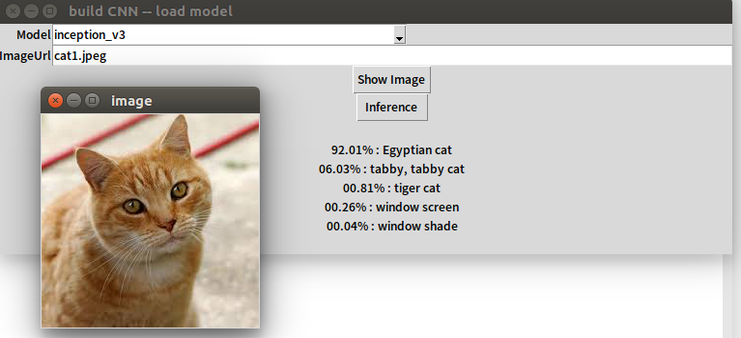 build CNN -- load model
Model inception_v3
ImageUrl cat1.jpeg
Show Image
Inference
image
92.01% : Egyptian cat
06.03% : tabby, tabby cat
00.81% : tiger cat
00.26% : window screen
00.04% : window shade